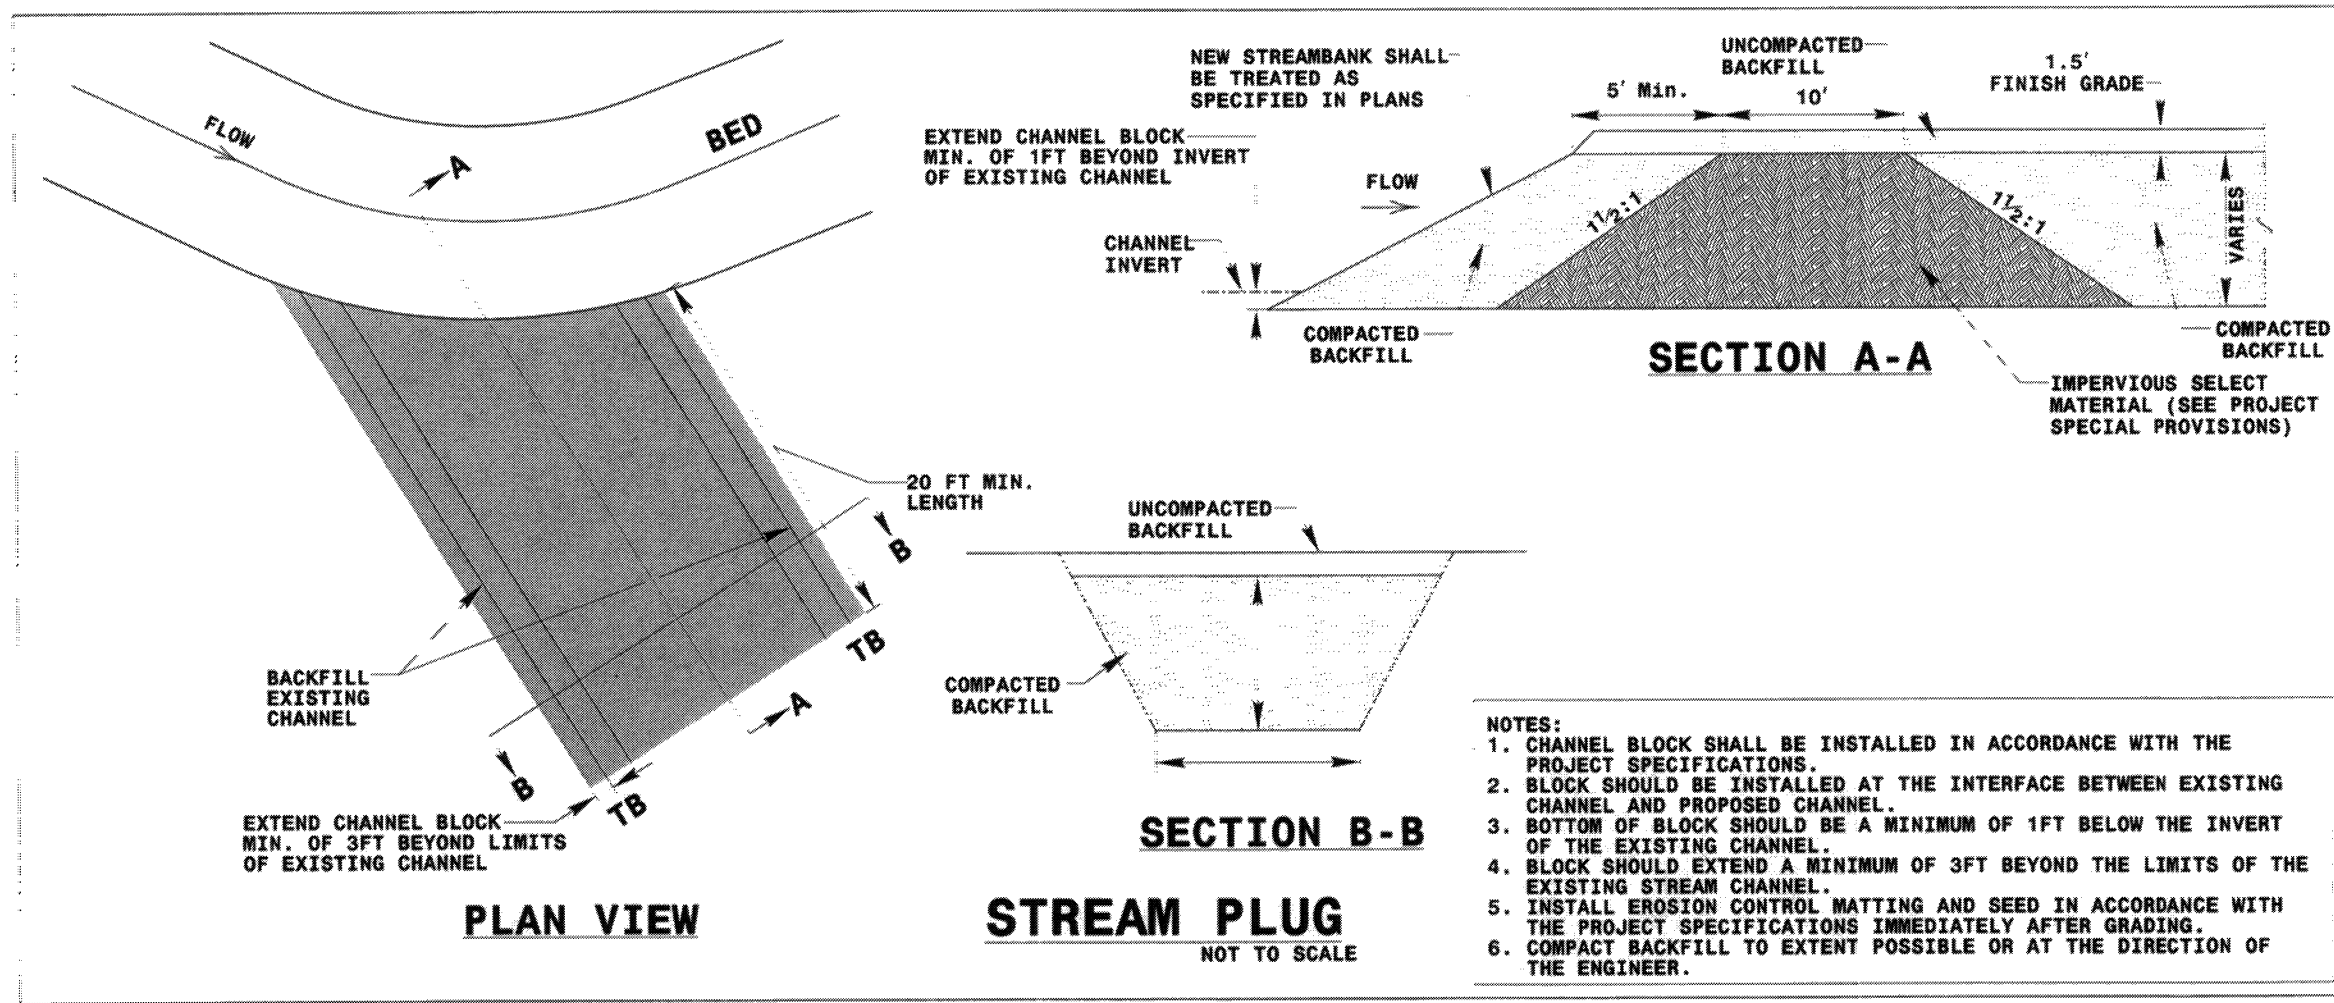 FLOW
BED
A
20 FT MIN.
LENGTH
B
TB
A
BACKFILL
EXISTING
CHANNEL
B
TB
EXTEND CHANNEL BLOCK
MIN. OF 3FT BEYOND LIMITS
OF EXISTING CHANNEL
PLAN VIEW
NEW STREAMBANK SHALL
BE TREATED AS
SPECIFIED IN PLANS
UNCOMPACTED
BACKFILL
5' Min.
10'
1.5'
FINISH GRADE
EXTEND CHANNEL BLOCK
MIN. OF 1FT BEYOND INVERT
OF EXISTING CHANNEL
FLOW
1½:1
1½:1
VARIES
CHANNEL
INVERT
COMPACTED
BACKFILL
COMPACTED
BACKFILL
SECTION A-A
IMPERVIOUS SELECT
MATERIAL (SEE PROJECT
SPECIAL PROVISIONS)
UNCOMPACTED
BACKFILL
COMPACTED
BACKFILL
SECTION B-B
STREAM PLUG
NOT TO SCALE
NOTES:
1. CHANNEL BLOCK SHALL BE INSTALLED IN ACCORDANCE WITH THE
PROJECT SPECIFICATIONS.
2. BLOCK SHOULD BE INSTALLED AT THE INTERFACE BETWEEN EXISTING
CHANNEL AND PROPOSED CHANNEL.
3. BOTTOM OF BLOCK SHOULD BE A MINIMUM OF 1FT BELOW THE INVERT
OF THE EXISTING CHANNEL.
4. BLOCK SHOULD EXTEND A MINIMUM OF 3FT BEYOND THE LIMITS OF THE
EXISTING STREAM CHANNEL.
5. INSTALL EROSION CONTROL MATTING AND SEED IN ACCORDANCE WITH
THE PROJECT SPECIFICATIONS IMMEDIATELY AFTER GRADING.
6. COMPACT BACKFILL TO EXTENT POSSIBLE OR AT THE DIRECTION OF
THE ENGINEER.